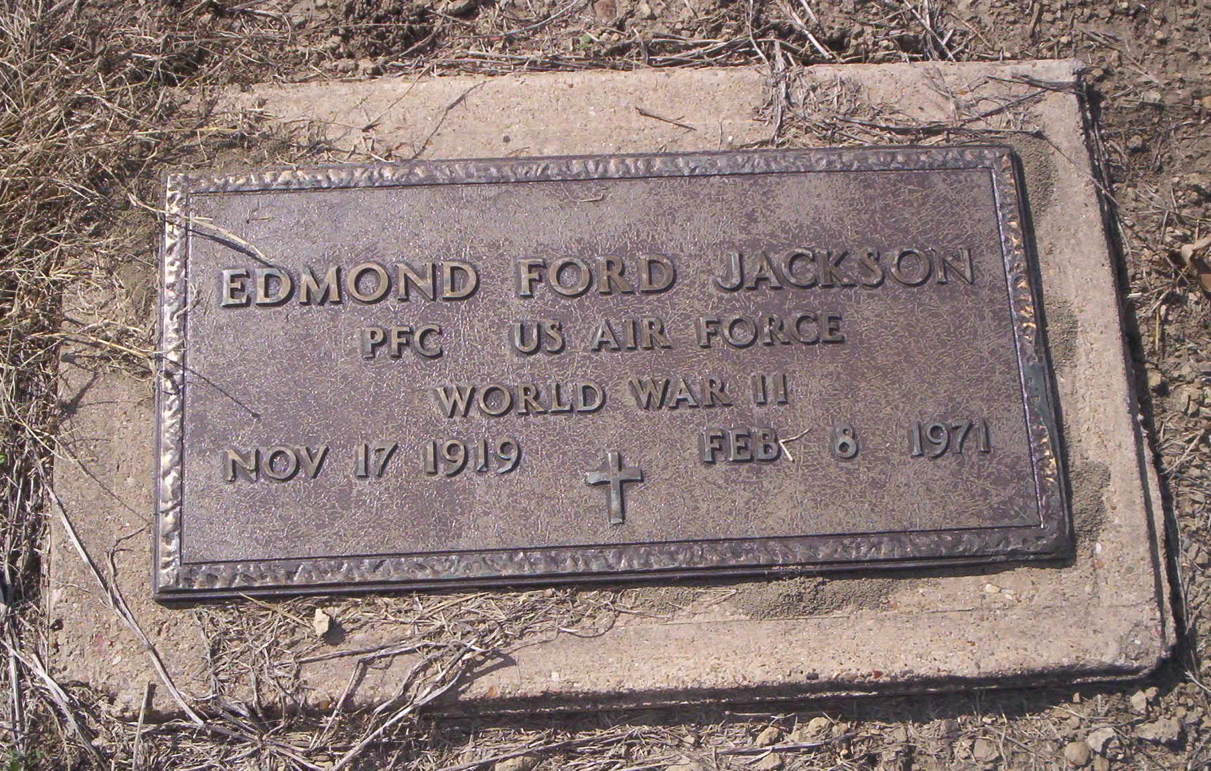 EDMOND FORD JACKSON
PFC US AIR FORCE
WORLD WAR II
NOV 17 1919 FEB 8 1971